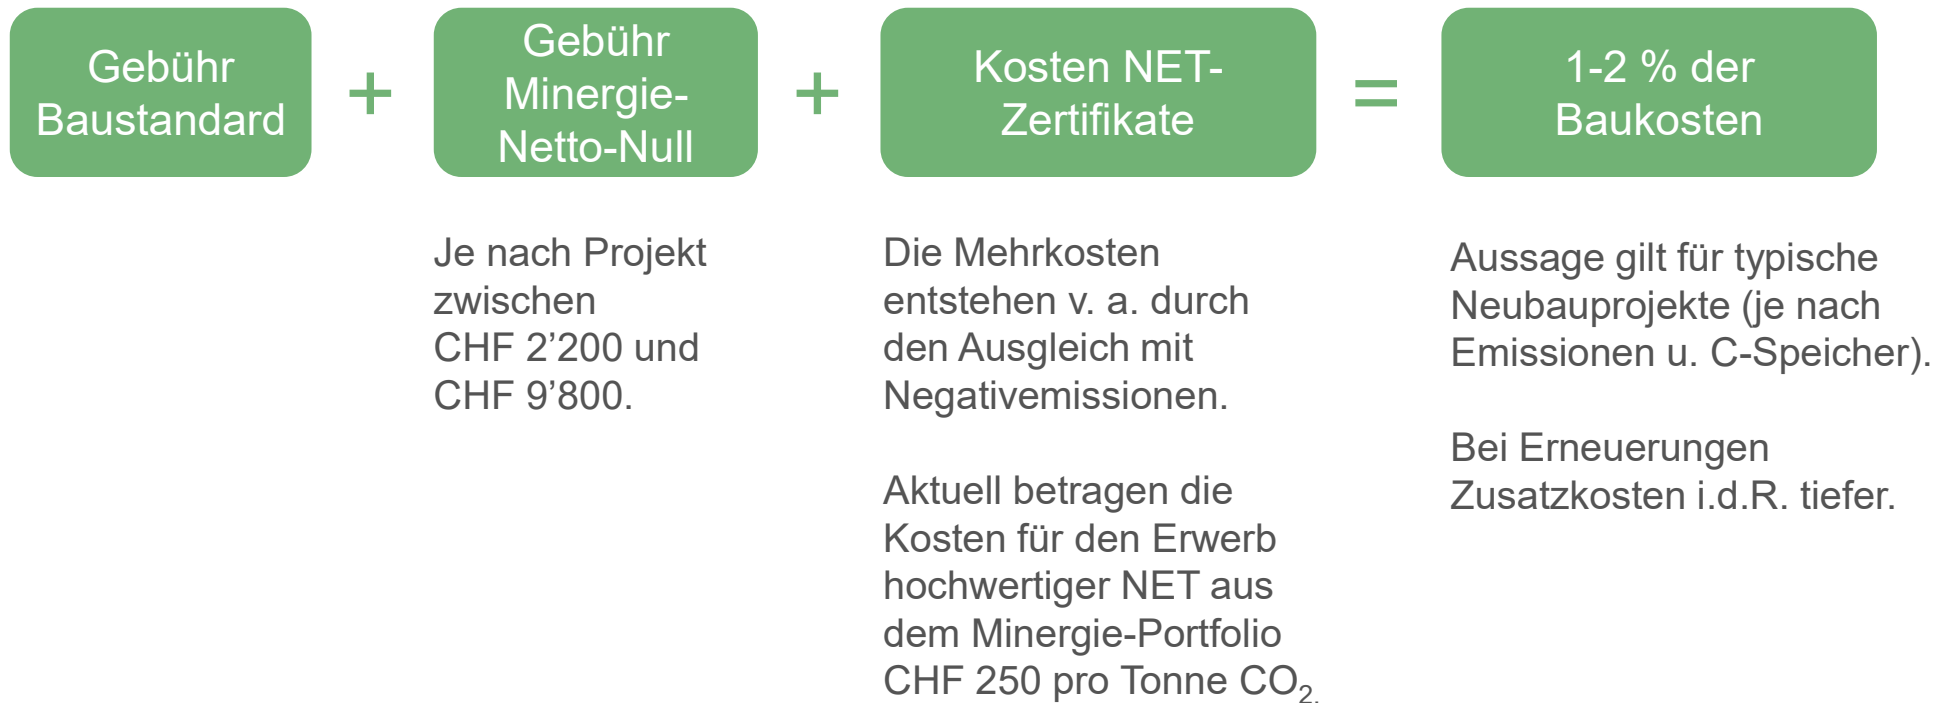 Gebühr
Baustandard
+
Gebühr
Minergie-
Netto-Null
+
Kosten NET-
Zertifikate
=
1-2 % der
Baukosten
Je nach Projekt
zwischen
CHF 2’200 und
CHF 9’800.
Die Mehrkosten
entstehen v. a. durch
den Ausgleich mit
Negativemissionen.
Aktuell betragen die
Kosten für den Erwerb
hochwertiger NET aus
dem Minergie-Portfolio
CHF 250 pro Tonne CO₂.
Aussage gilt für typische
Neubauprojekte (je nach
Emissionen u. C-Speicher).
Bei Erneuerungen
Zusatzkosten i.d.R. tiefer.